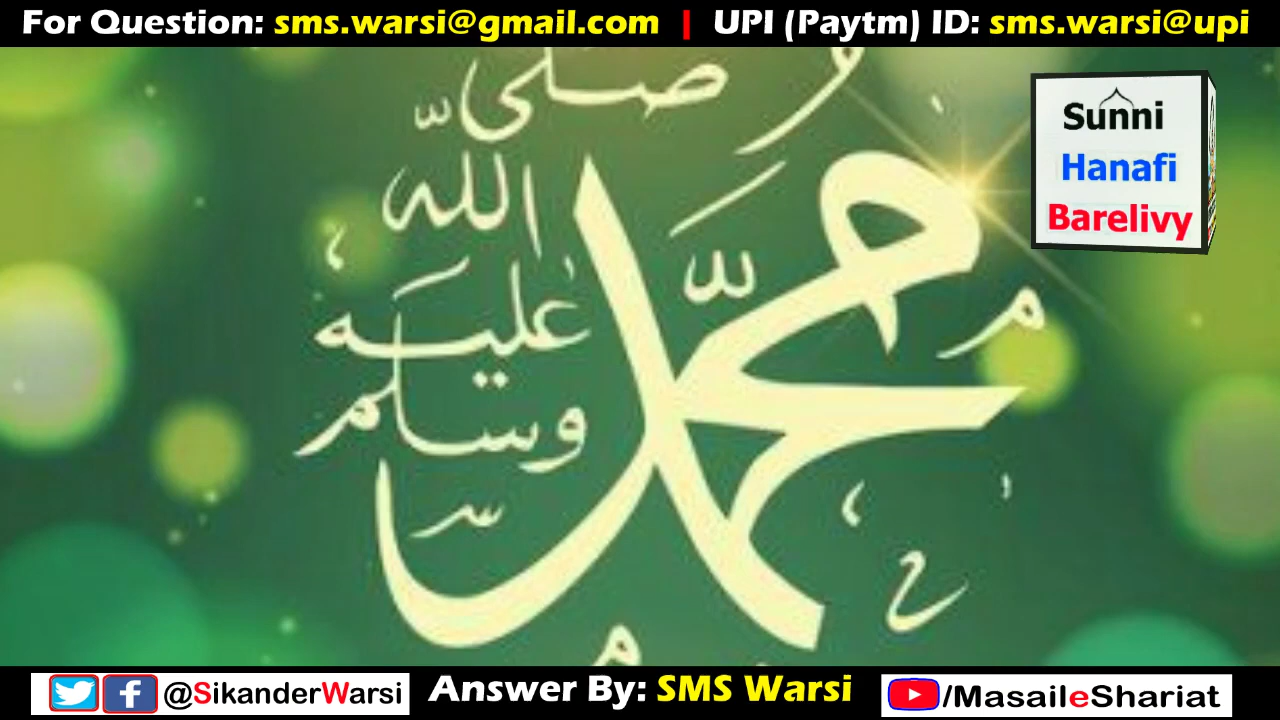 For Question: sms.warsi@gmail.com | UPI (Paytm) ID: sms.warsi@upi
صلى
الله
عليه
وسلم
محمد
Sunni
Hanafi
Barelivy
@SikanderWarsi
Answer By: SMS Warsi
/MasaileShariat